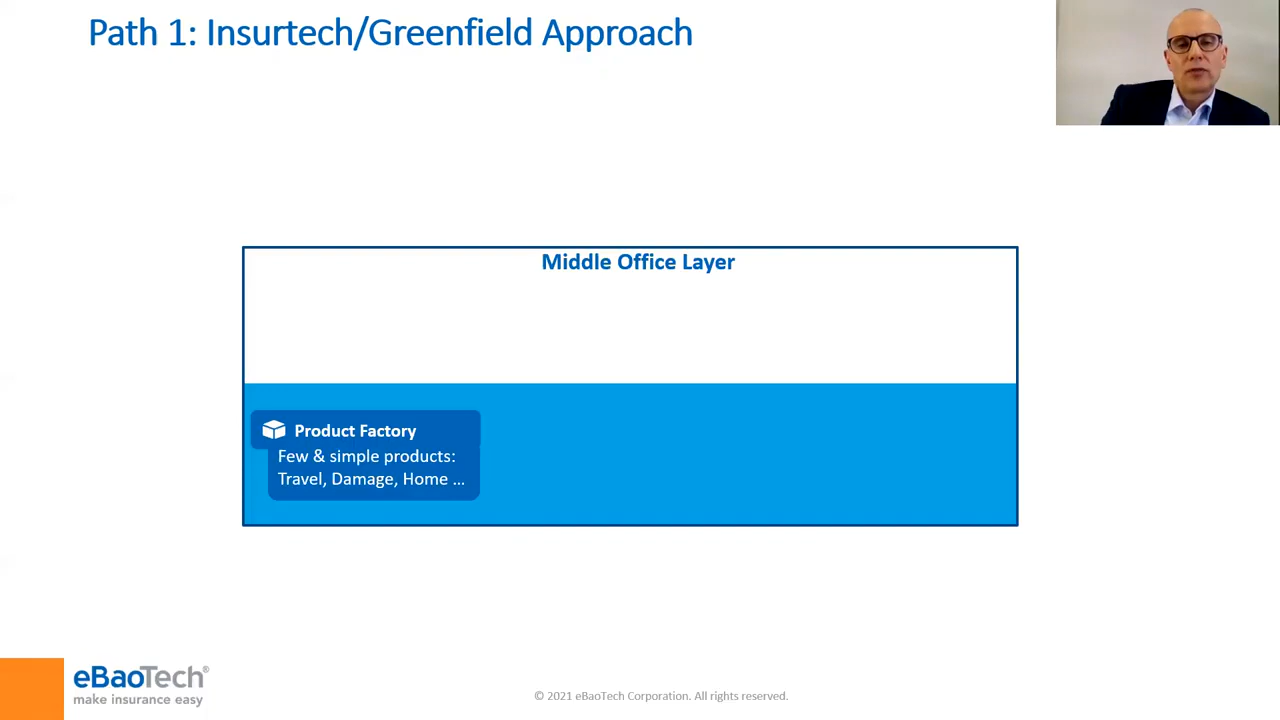 Path 1: Insurtech/Greenfield Approach
Middle Office Layer
Product Factory
Few & simple products:
Travel, Damage, Home ...
eBaoTech®
make insurance easy
© 2021 eBaoTech Corporation. All rights reserved.